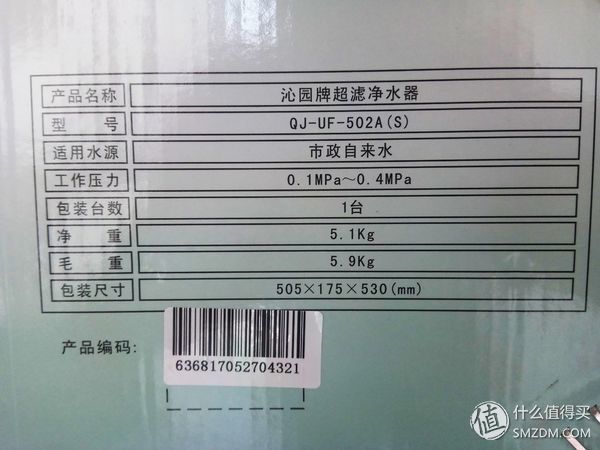 产品名称 沁园牌超滤净水器
型 号 QJ-UF-502A(S)
适用水源 市政自来水
工作压力 0.1MPa～0.4MPa
包装台数 1台
净 重 5.1Kg
毛 重 5.9Kg
包装尺寸 505×175×530(mm)
产品编码:
636817052704321
值 什么值得买
SMZDM.COM